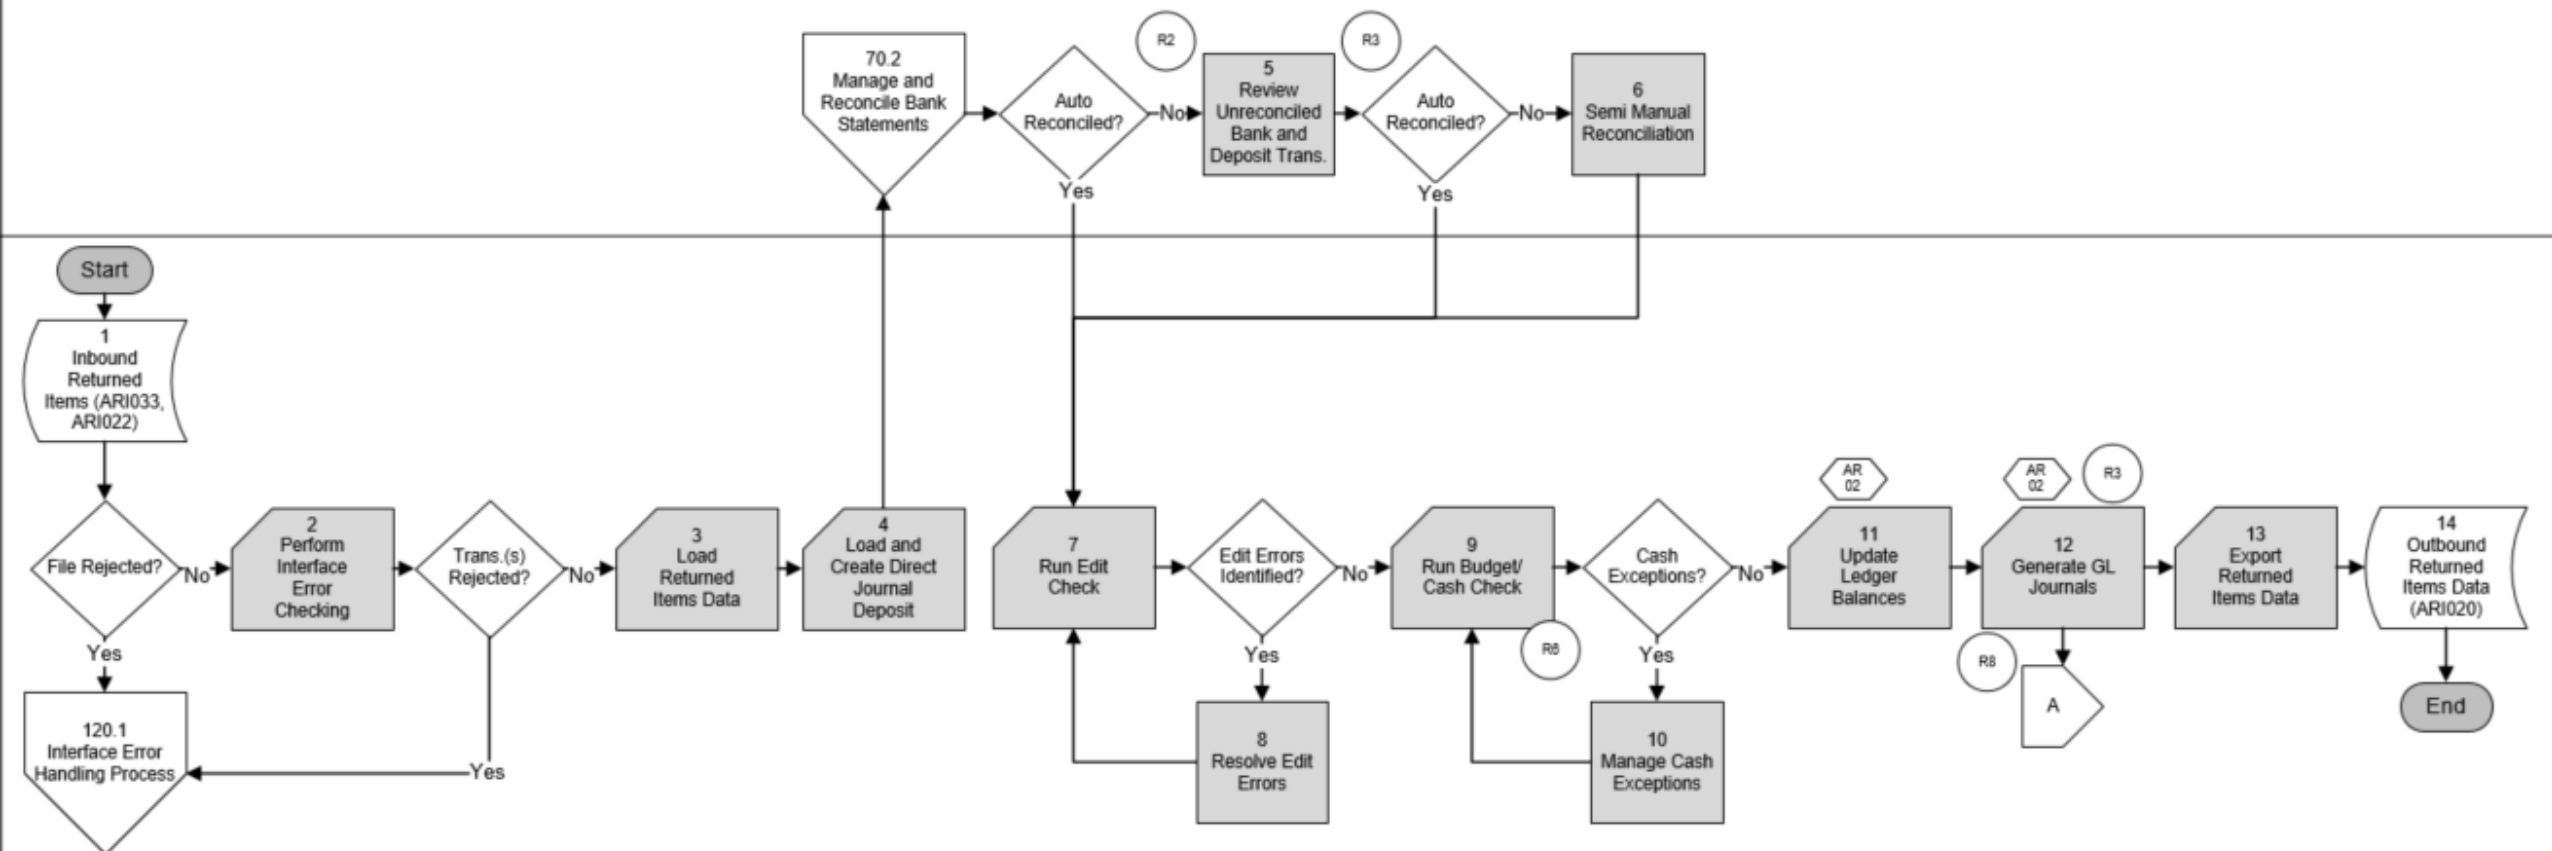 70.2
Manage and
Reconcile Bank
Statements
Auto
Reconciled?
No
R2
5
Review
Unreconciled
Bank and
Deposit Trans.
R3
Auto
Reconciled?
No
6
Semi Manual
Reconciliation
Yes
Yes
Start
1
Inbound
Returned
Items (ARI033,
ARI022)
File Rejected?
No
2
Perform
Interface
Error
Checking
Trans.(s)
Rejected?
No
3
Load
Returned
Items Data
4
Load and
Create Direct
Journal
Deposit
7
Run Edit
Check
Edit Errors
Identified?
No
9
Run Budget/
Cash Check
R6
Cash
Exceptions?
No
AR
02
11
Update
Ledger
Balances
AR
02
R3
12
Generate GL
Journals
R8
A
13
Export
Returned
Items Data
14
Outbound
Returned
Items Data
(ARI020)
End
Yes
120.1
Interface Error
Handling Process
Yes
Yes
8
Resolve Edit
Errors
Yes
10
Manage Cash
Exceptions